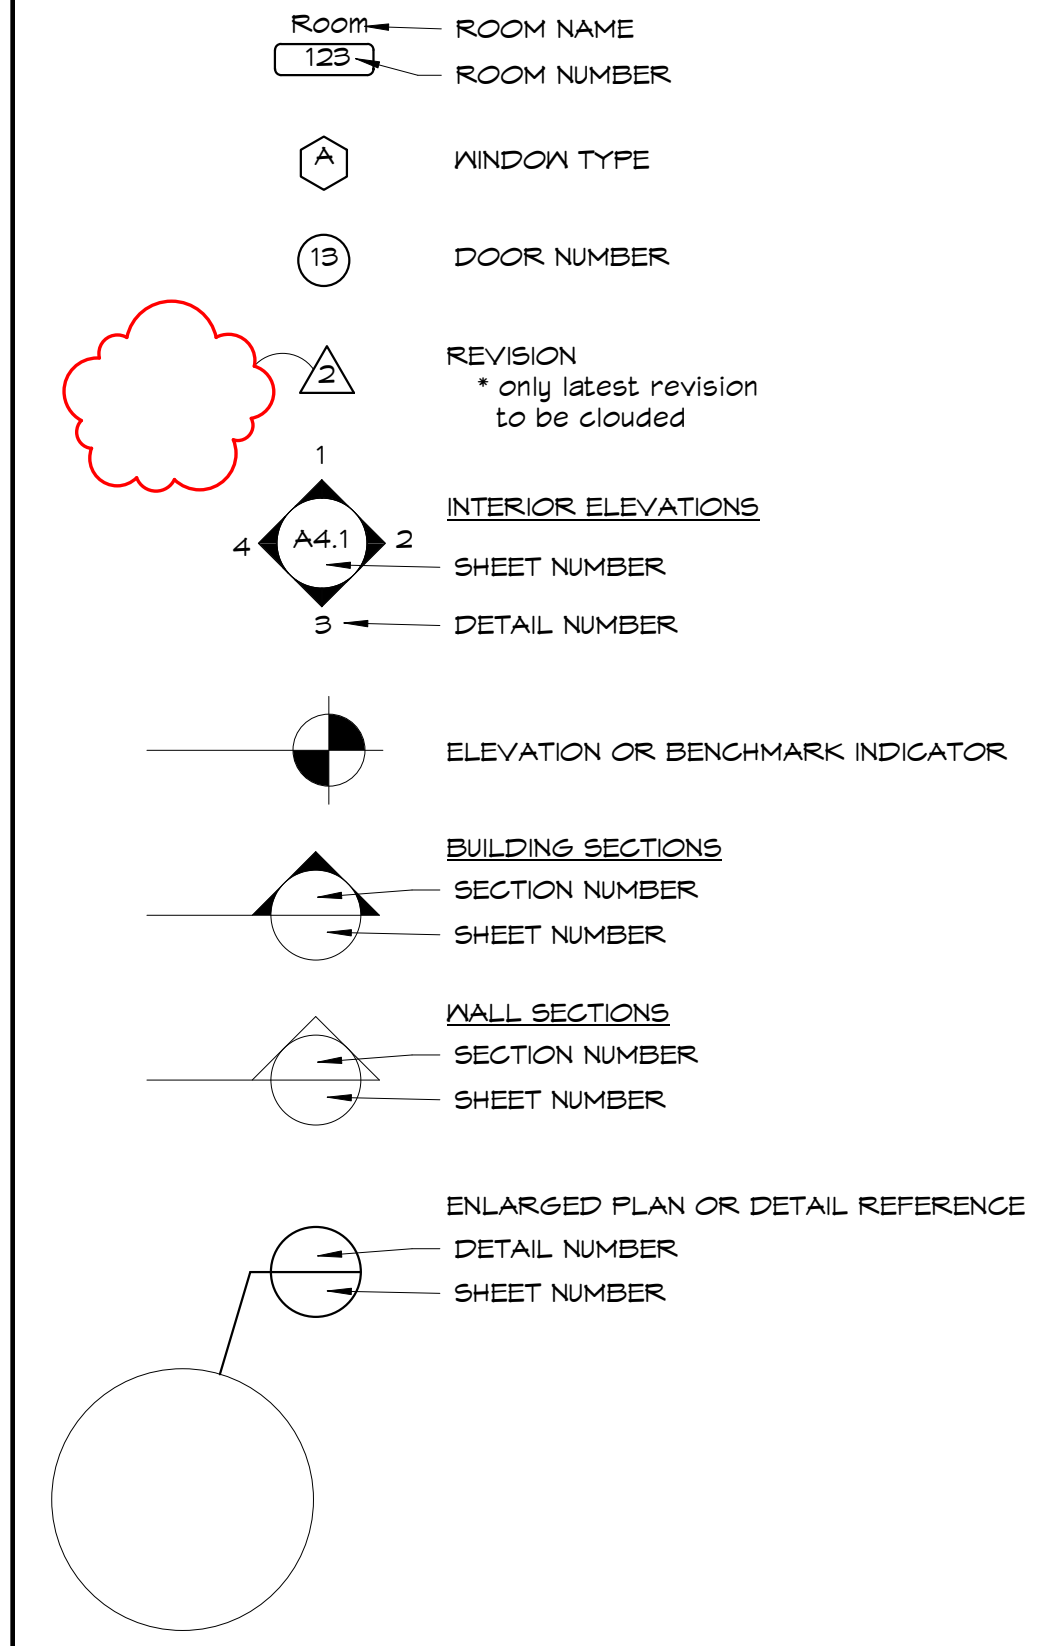 Room ROOM NAME
123 ROOM NUMBER
A WINDOW TYPE
13 DOOR NUMBER
2 REVISION
* only latest revision
to be clouded
1
INTERIOR ELEVATIONS
4 A4.1 2
SHEET NUMBER
3 DETAIL NUMBER
ELEVATION OR BENCHMARK INDICATOR
BUILDING SECTIONS
SECTION NUMBER
SHEET NUMBER
WALL SECTIONS
SECTION NUMBER
SHEET NUMBER
ENLARGED PLAN OR DETAIL REFERENCE
DETAIL NUMBER
SHEET NUMBER